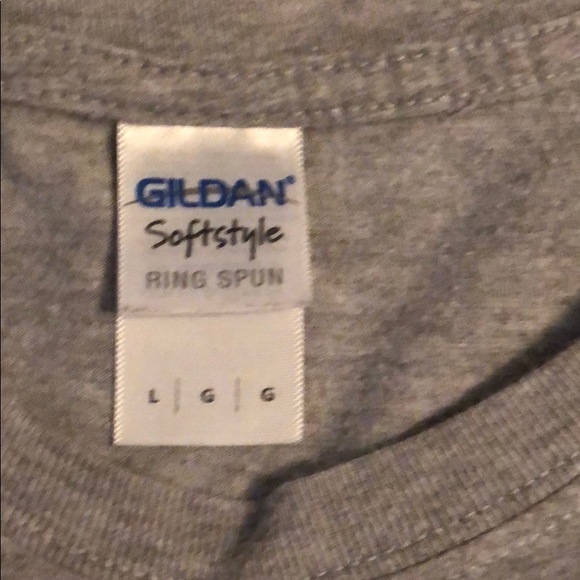 GILDAN®
Softstyle
RING SPUN
L | G | G